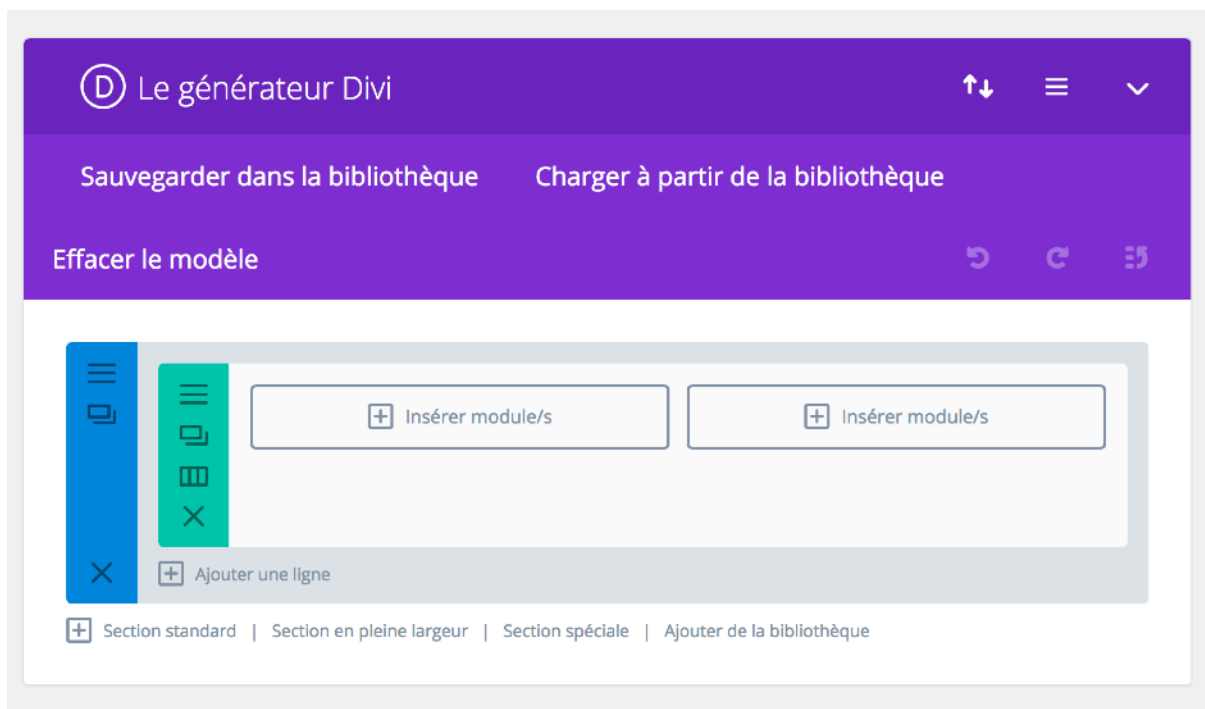 D Le générateur Divi
Sauvegarder dans la bibliothèque Charger à partir de la bibliothèque
Effacer le modèle
Insérer module/s Insérer module/s
Ajouter une ligne
Section standard | Section en pleine largeur | Section spéciale | Ajouter de la bibliothèque